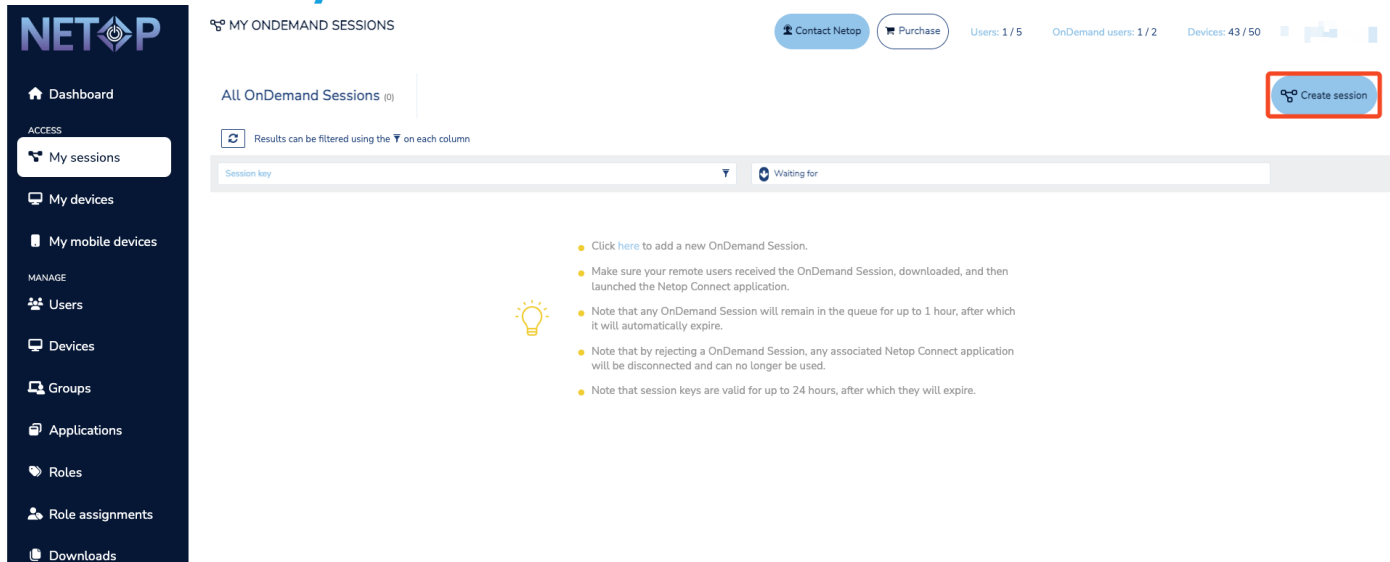 NETOP
MY ONDEMAND SESSIONS
Contact Netop
Purchase
Users: 1 / 5
OnDemand users: 1 / 2
Devices: 43 / 50
Dashboard
ACCESS
My sessions
My devices
My mobile devices
MANAGE
Users
Devices
Groups
Applications
Roles
Role assignments
Downloads
All OnDemand Sessions (0)
Create session
Results can be filtered using the on each column
Session key
Waiting for
Click here to add a new OnDemand Session.
Make sure your remote users received the OnDemand Session, downloaded, and then
launched the Netop Connect application.
Note that any OnDemand Session will remain in the queue for up to 1 hour, after which
it will automatically expire.
Note that by rejecting a OnDemand Session, any associated Netop Connect application
will be disconnected and can no longer be used.
Note that session keys are valid for up to 24 hours, after which they will expire.